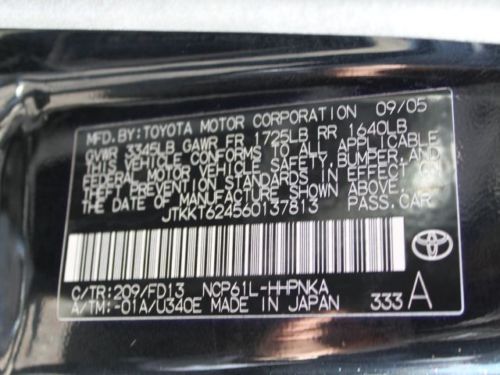 MFD.BY:TOYOTA MOTOR CORPORATION 09/05
GVWR 3345LB GAWR FR 1725LB RR 1640LB
THIS VEHICLE CONFORMS TO ALL APPLICABLE
FEDERAL MOTOR VEHICLE SAFETY,BUMPER,AND
THEFT PREVENTION STANDARDS IN EFFECT ON
THE DATE OF MANUFACTURE SHOWN ABOVE.
JTKKT624560137813 PASS.CAR
C/TR:209/FD13 NCP61L-HHPNKA
A/TM:-01A/U340E MADE IN JAPAN 333 A
TOYOTA